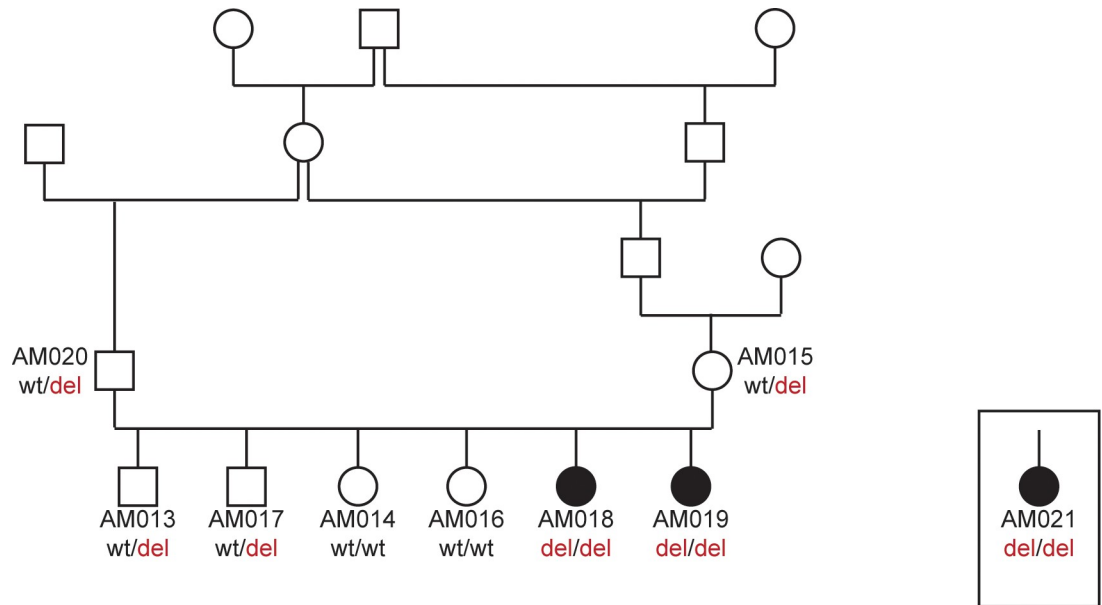 AM020
wt/del
AM015
wt/del
AM013
wt/del
AM017
wt/del
AM014
wt/wt
AM016
wt/wt
AM018
del/del
AM019
del/del
AM021
del/del